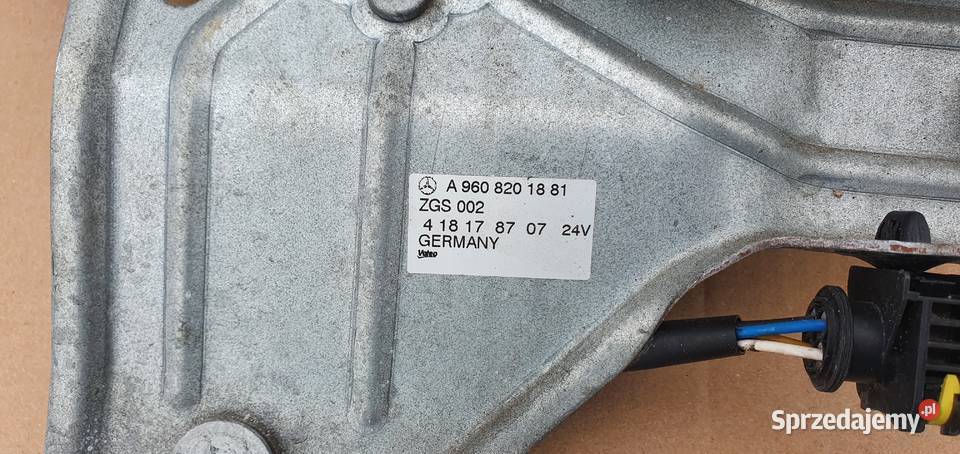 A 960 820 18 81
ZGS 002
4 18 17 87 07 24V
GERMANY
Valeo
Sprzedajemy.pl